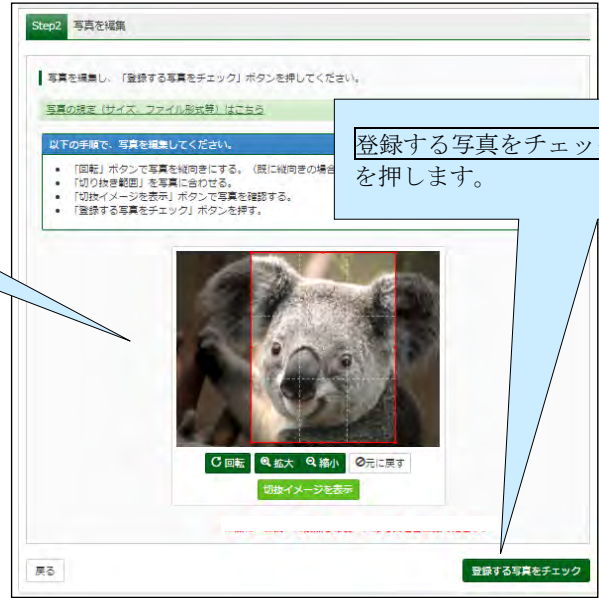 Step2 写真を編集
写真を編集し、「登録する写真をチェック」ボタンを押してください。
写真の規定（サイズ、ファイル形式等）はこちら
以下の手順で、写真を編集してください。
「回転」ボタンで写真を縦向きにする。（既に縦向きの場合
「切り抜き範囲」を写真に合わせる。
「切抜イメージを表示」ボタンで写真を確認する。
「登録する写真をチェック」ボタンを押す。
登録する写真をチェッ
を押します。
回転 拡大 縮小 元に戻す
切抜イメージを表示
戻る
登録する写真をチェック